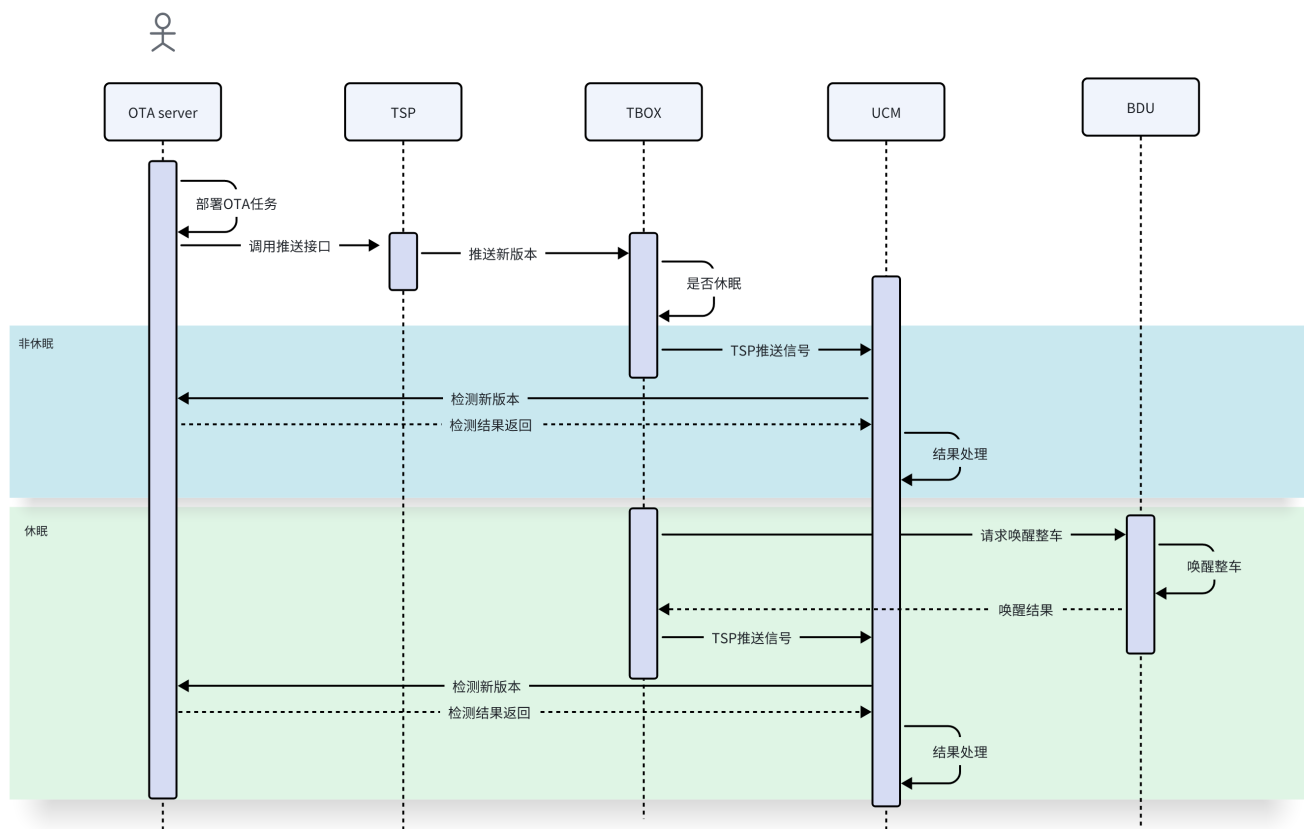 OTA server
TSP
TBOX
UCM
BDU
部署OTA任务
调用推送接口
推送新版本
是否休眠
非休眠
TSP推送信号
检测新版本
检测结果返回
结果处理
休眠
请求唤醒整车
唤醒整车
唤醒结果
TSP推送信号
检测新版本
检测结果返回
结果处理